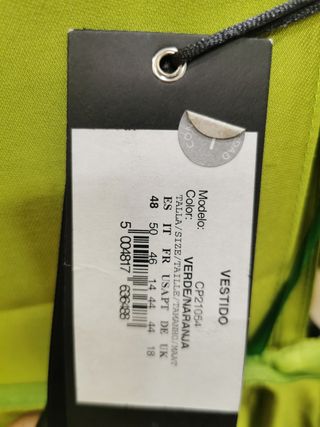 VESTIDO
Modelo: CP21054
Color: VERDE/NARANJA
TALLA/SIZE/TAILLE/TAMANHO/MAAT
ES IT FR USA PT DE UK
48 50 46 14 44 44 18